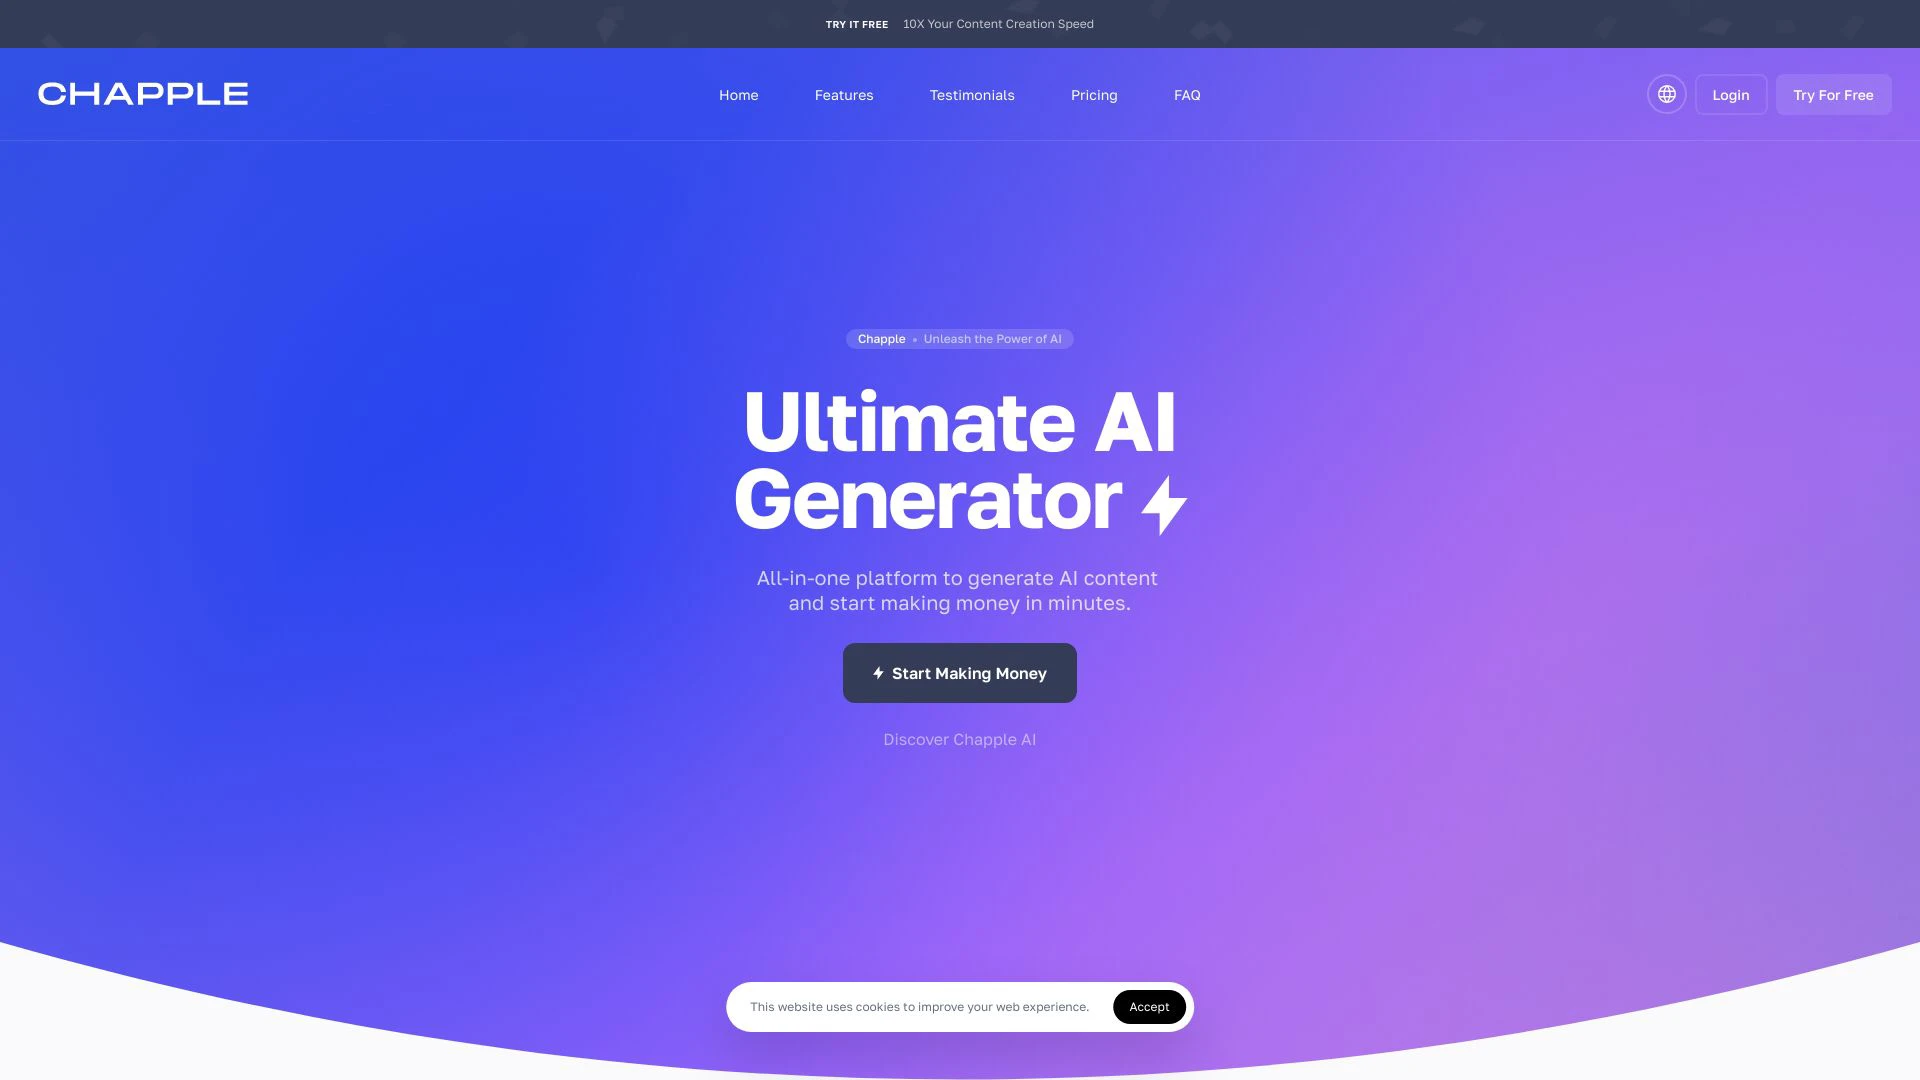 TRY IT FREE 10X Your Content Creation Speed
CHAPPLE
Home
Features
Testimonials
Pricing
FAQ
Login
Try For Free
Chapple • Unleash the Power of AI
Ultimate AI
Generator
All-in-one platform to generate AI content
and start making money in minutes.
Start Making Money
Discover Chapple AI
This website uses cookies to improve your web experience.
Accept